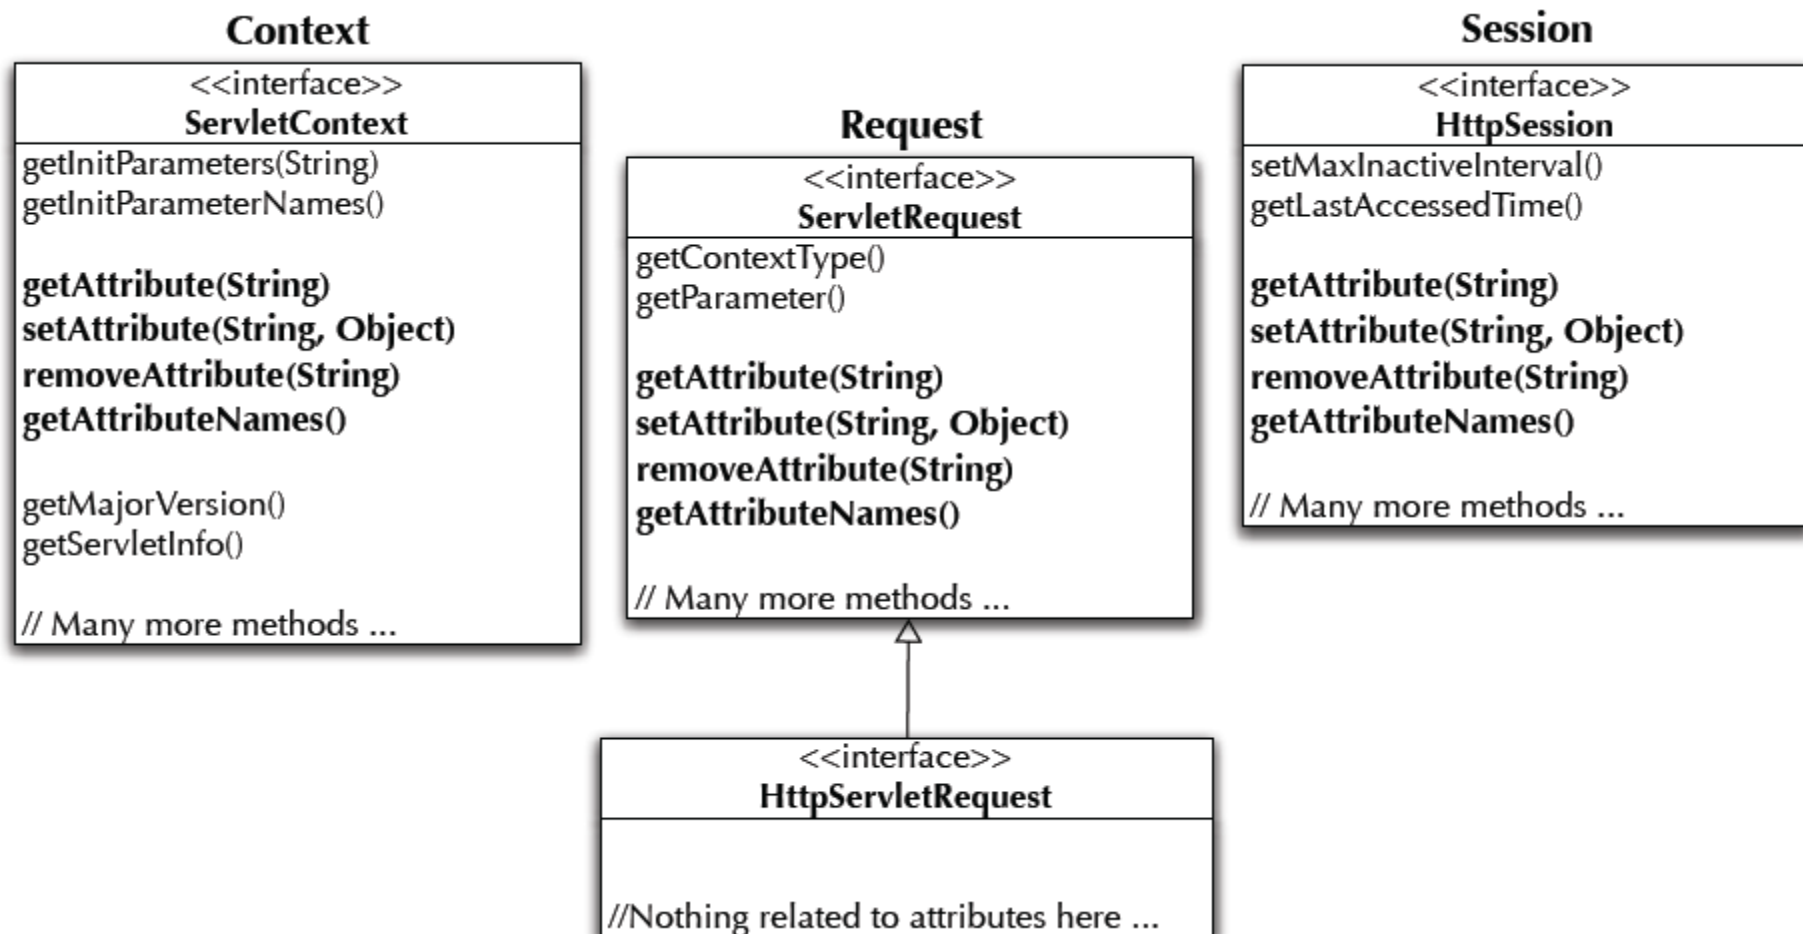 Context
<<interface>>
ServletContext
getInitParameters(String)
getInitParameterNames()
getAttribute(String)
setAttribute(String, Object)
removeAttribute(String)
getAttributeNames()
getMajorVersion()
getServletInfo()
// Many more methods ...
Request
<<interface>>
ServletRequest
getContextType()
getParameter()
getAttribute(String)
setAttribute(String, Object)
removeAttribute(String)
getAttributeNames()
// Many more methods ...
Session
<<interface>>
HttpSession
setMaxInactiveInterval()
getLastAccessedTime()
getAttribute(String)
setAttribute(String, Object)
removeAttribute(String)
getAttributeNames()
// Many more methods ...
<<interface>>
HttpServletRequest
//Nothing related to attributes here ...